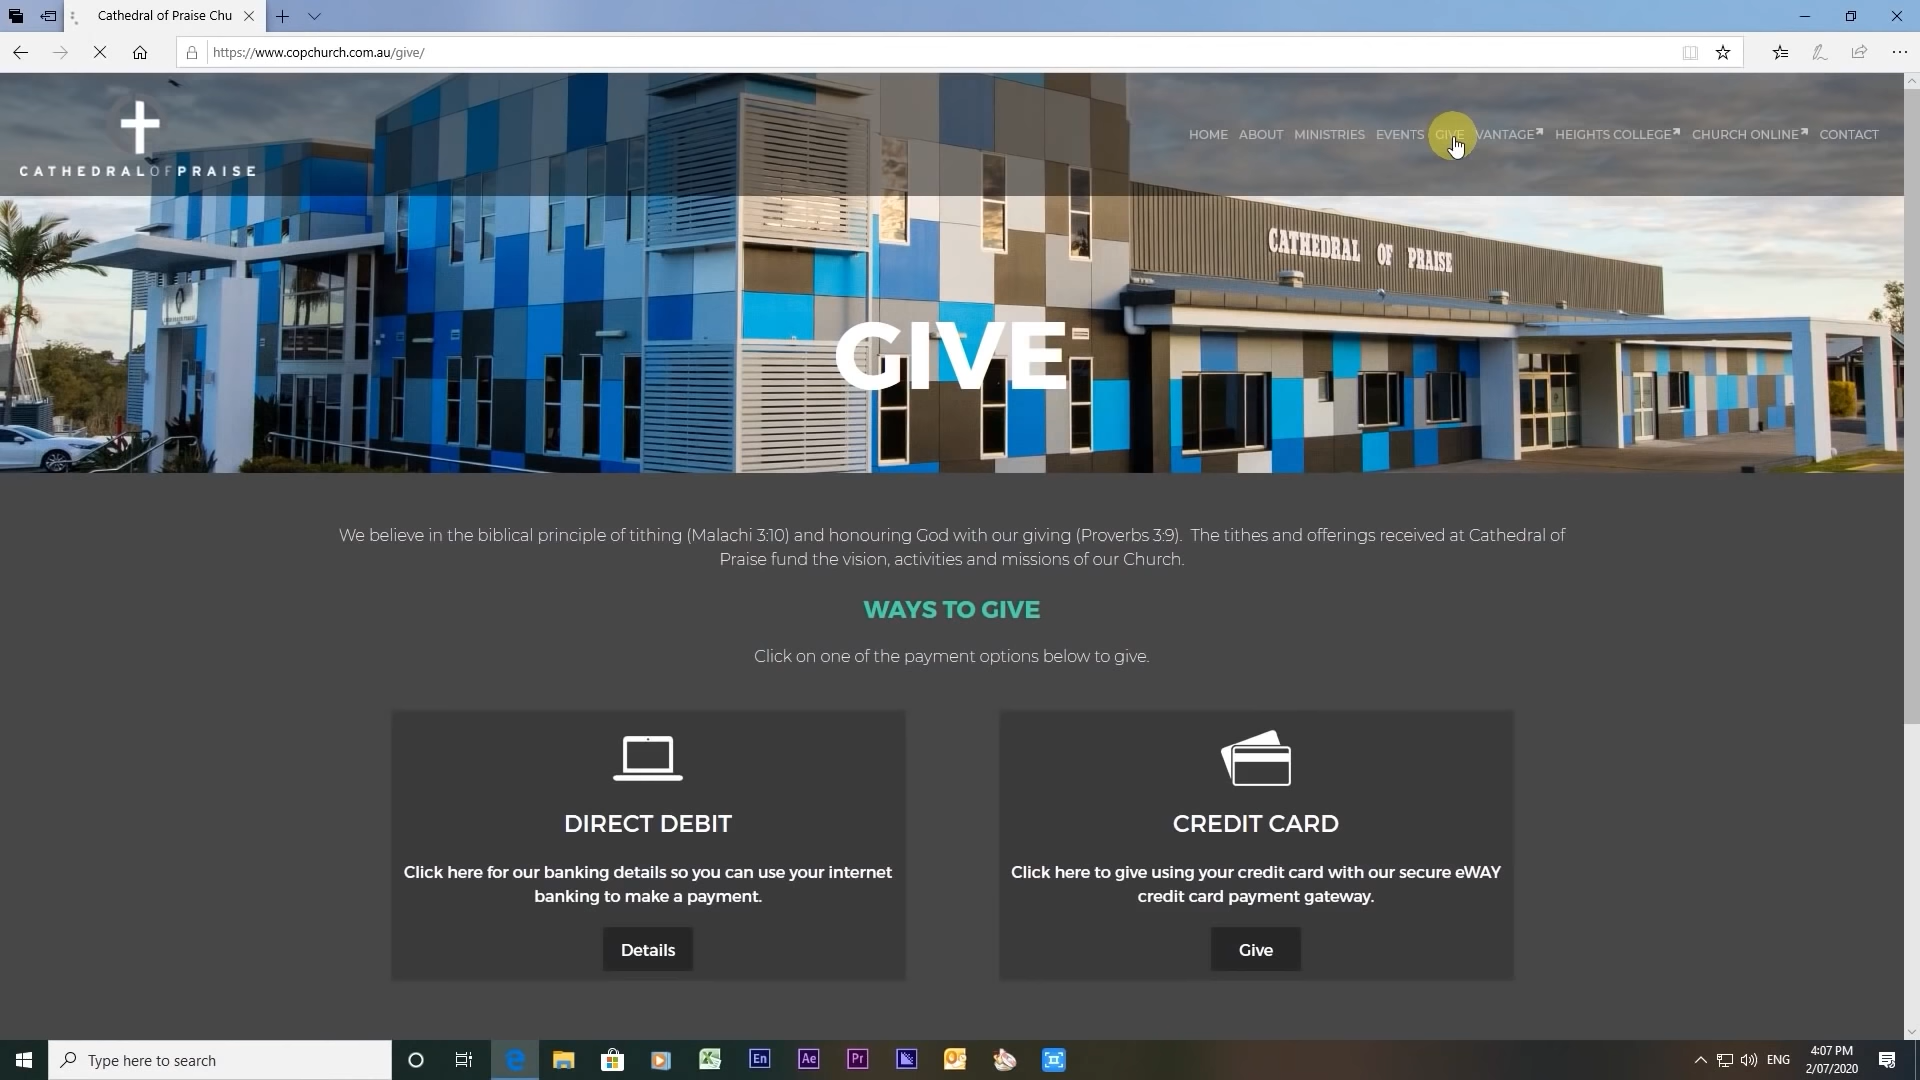 Cathedral of Praise Chu
https://www.copchurch.com.au/give/
CATHEDRALOFPRAISE
HOME ABOUT MINISTRIES EVENTS GIVE VANTAGE HEIGHTS COLLEGE CHURCH ONLINE CONTACT
CATHEDRAL OF PRAISE
GIVE
We believe in the biblical principle of tithing (Malachi 3:10) and honouring God with our giving (Proverbs 3:9). The tithes and offerings received at Cathedral of
Praise fund the vision, activities and missions of our Church.
WAYS TO GIVE
Click on one of the payment options below to give.
DIRECT DEBIT
Click here for our banking details so you can use your internet
banking to make a payment.
Details
CREDIT CARD
Click here to give using your credit card with our secure eWAY
credit card payment gateway.
Give
Type here to search
En
Ae
Pr
ENG
4:07 PM
2/07/2020